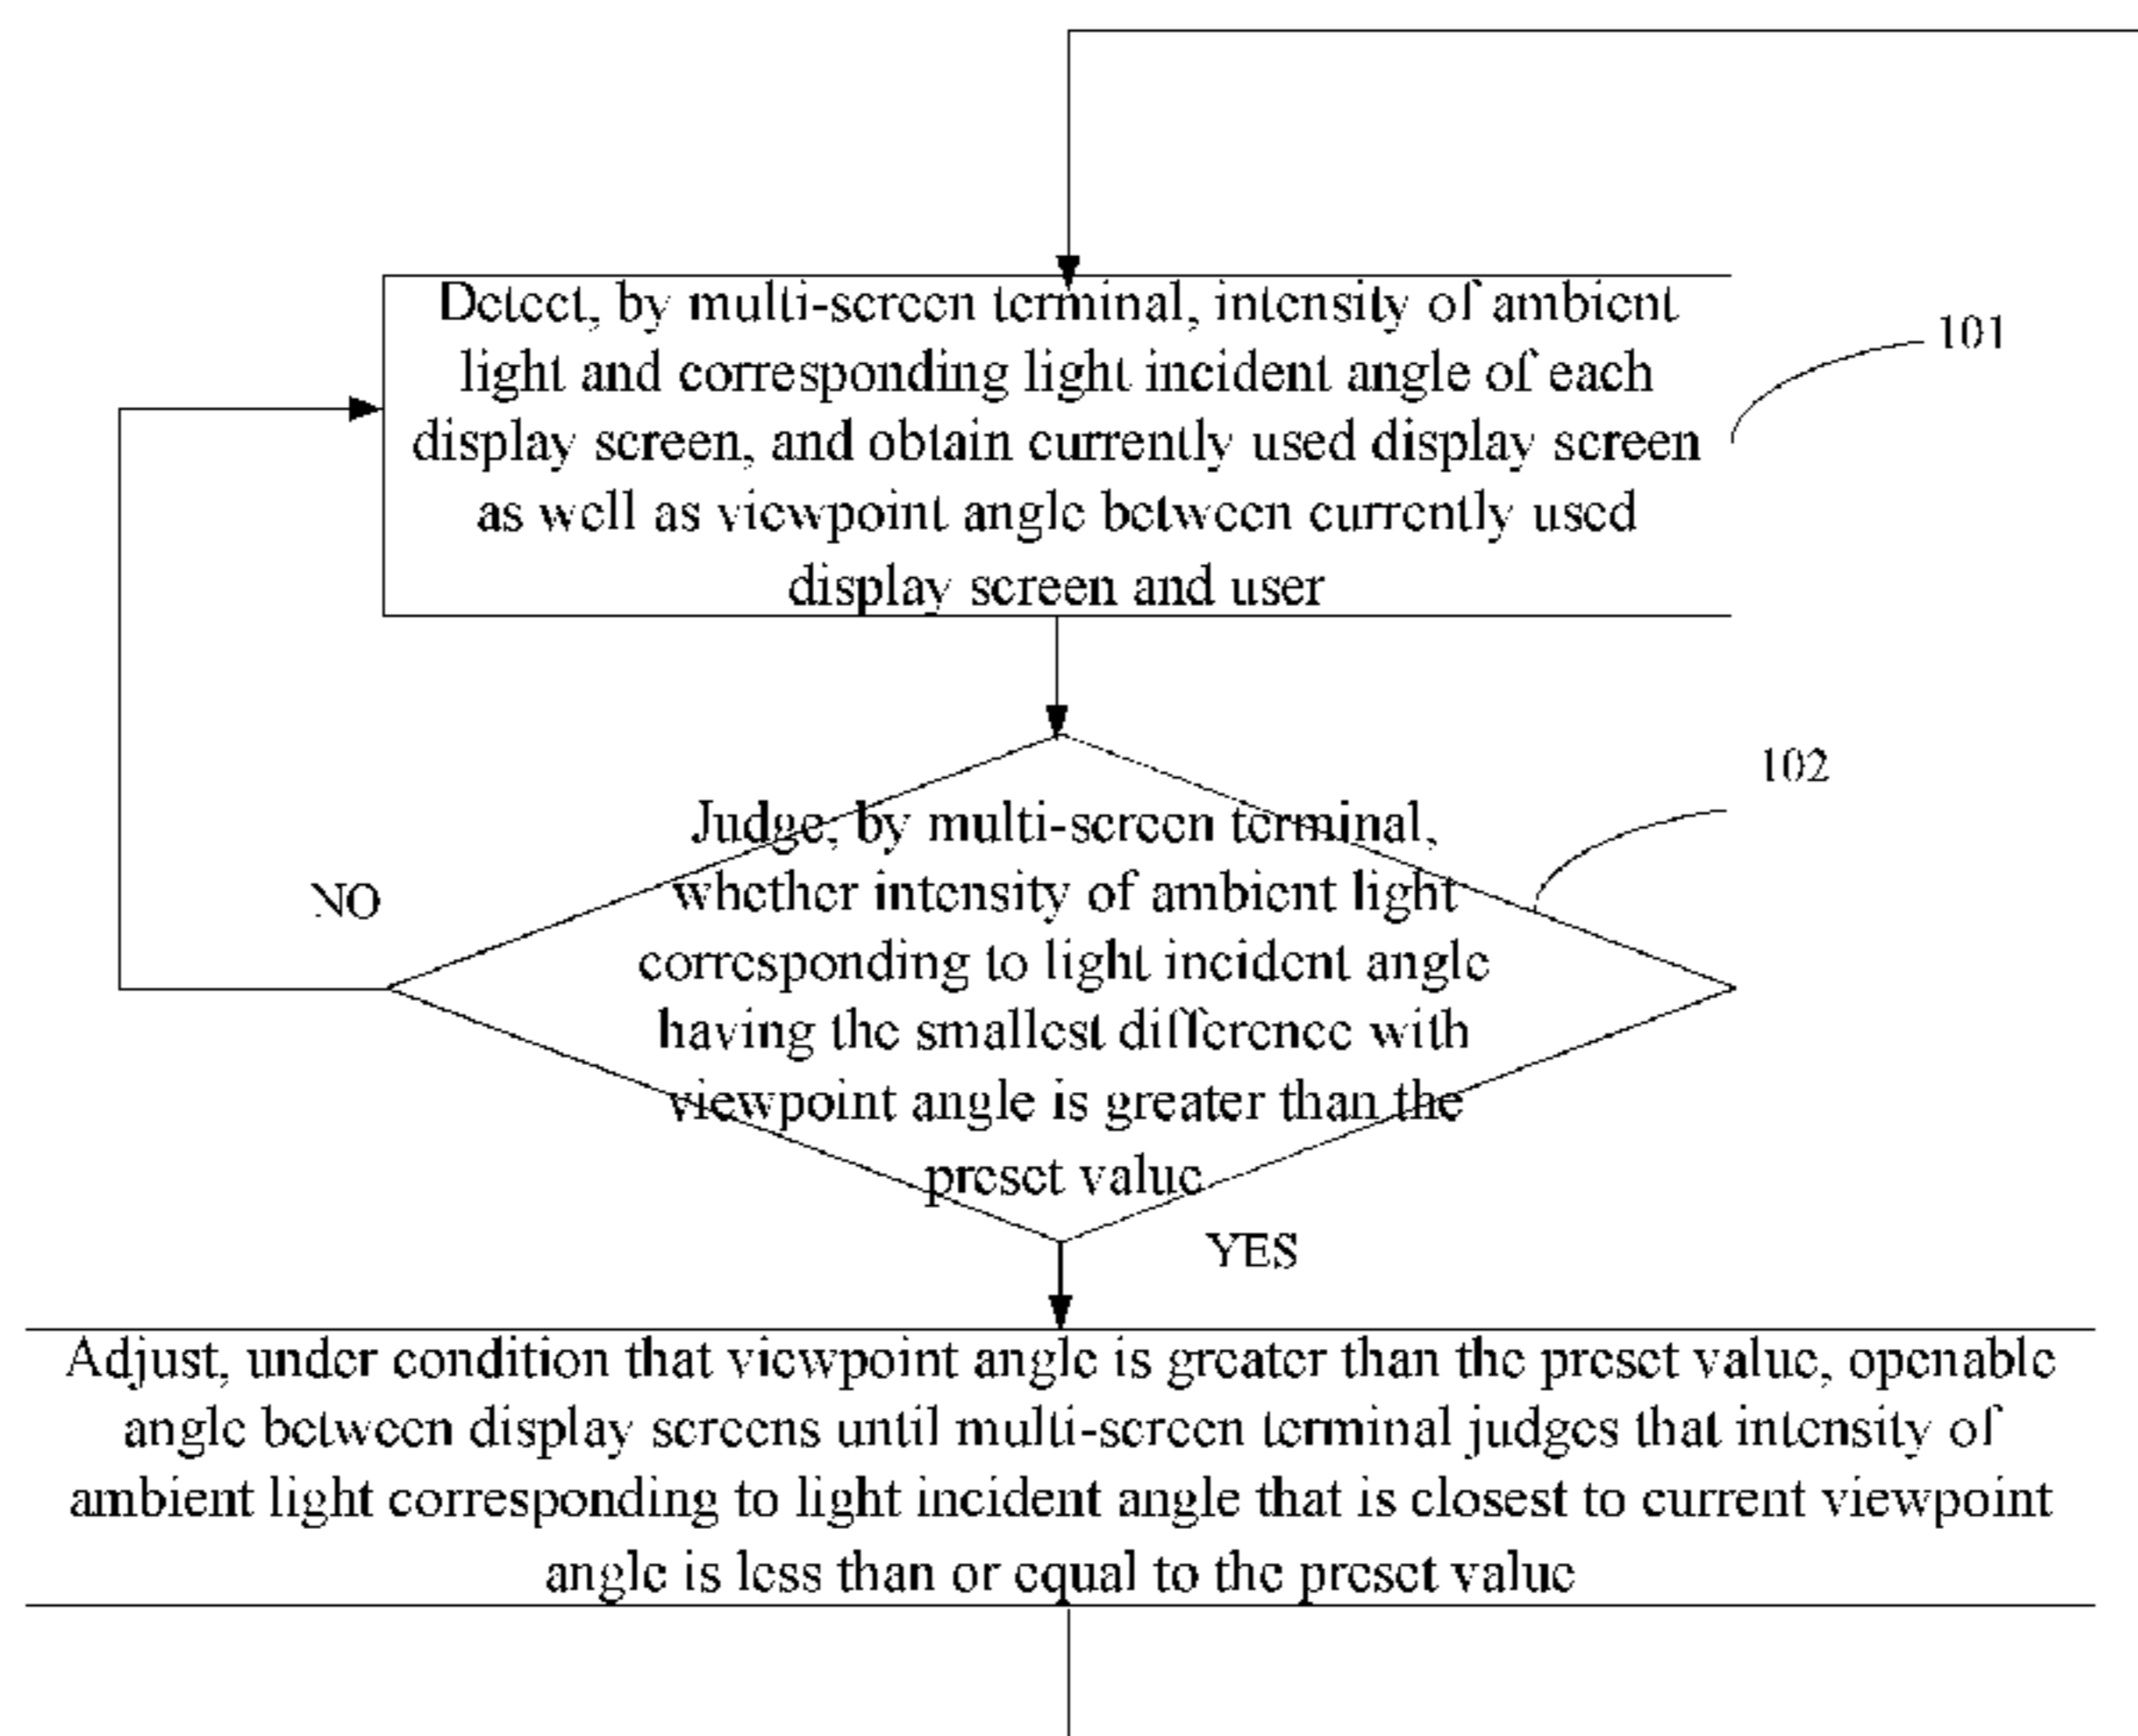 Detect, by multi-screen terminal, intensity of ambient
light and corresponding light incident angle of each
display screen, and obtain currently used display screen
as well as viewpoint angle between currently used
display screen and user
101
102
Judge, by multi-screen terminal,
whether intensity of ambient light
corresponding to light incident angle
having the smallest difference with
viewpoint angle is greater than the
preset value
NO
YES
Adjust, under condition that viewpoint angle is greater than the preset value, openable
angle between display screens until multi-screen terminal judges that intensity of
ambient light corresponding to light incident angle that is closest to current viewpoint
angle is less than or equal to the preset value